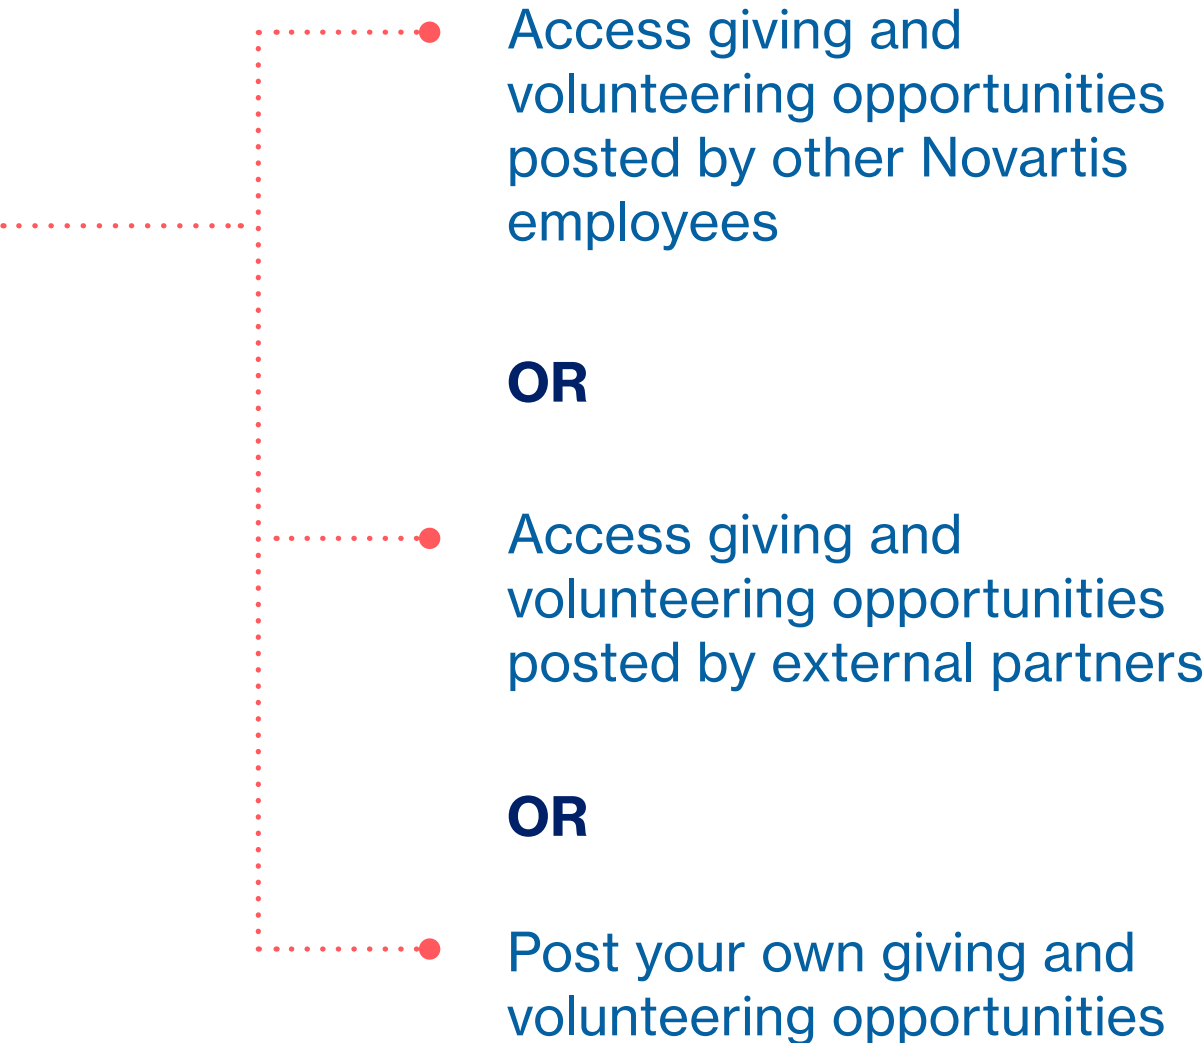 Access giving and
volunteering opportunities
posted by other Novartis
employees
OR
Access giving and
volunteering opportunities
posted by external partners
OR
Post your own giving and
volunteering opportunities